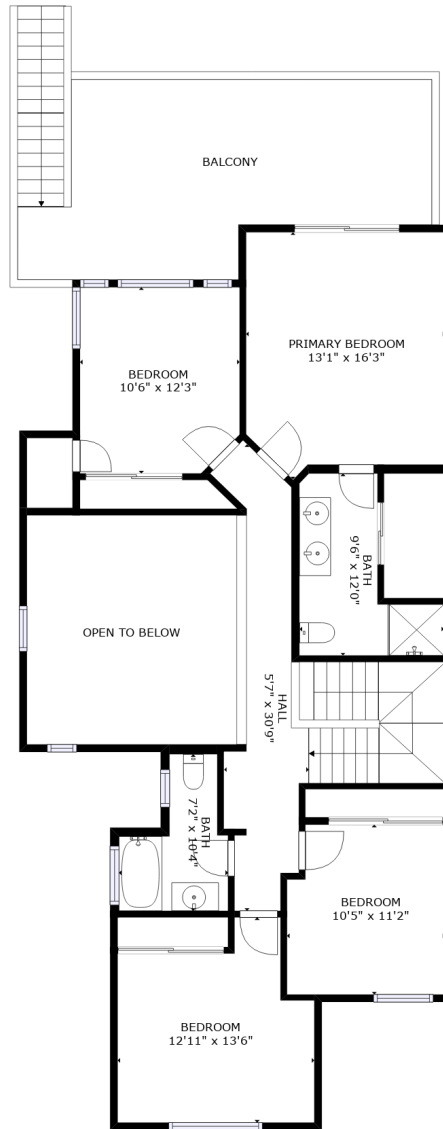 BALCONY
PRIMARY BEDROOM
13'1" x 16'3"
BEDROOM
10'6" x 12'3"
BATH
9'6" x 12'0"
OPEN TO BELOW
HALL
5'7" x 30'9"
BATH
7'2" x 10'4"
BEDROOM
10'5" x 11'2"
BEDROOM
12'11" x 13'6"